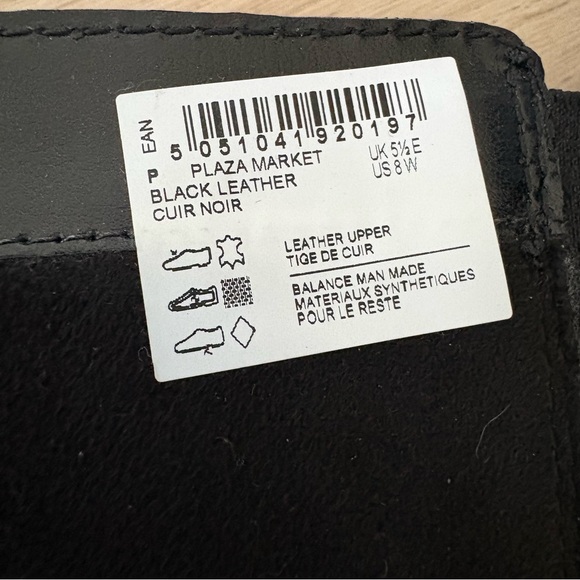 EAN
5 051041 920197
P PLAZA MARKET UK 5½ E
BLACK LEATHER US 8 W
CUIR NOIR
LEATHER UPPER
TIGE DE CUIR
BALANCE MAN MADE
MATERIAUX SYNTHETIQUES
POUR LE RESTE